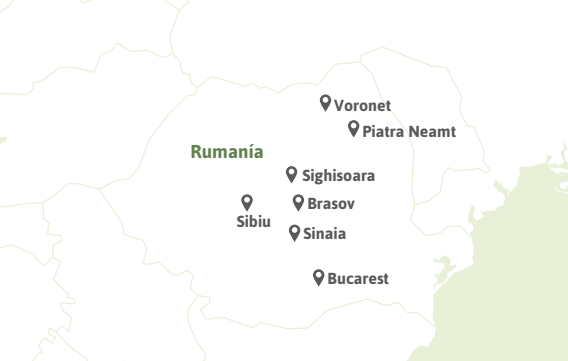 Voronet
Piatra Neamt
Rumanía
Sighisoara
Brasov
Sibiu
Sinaia
Bucarest